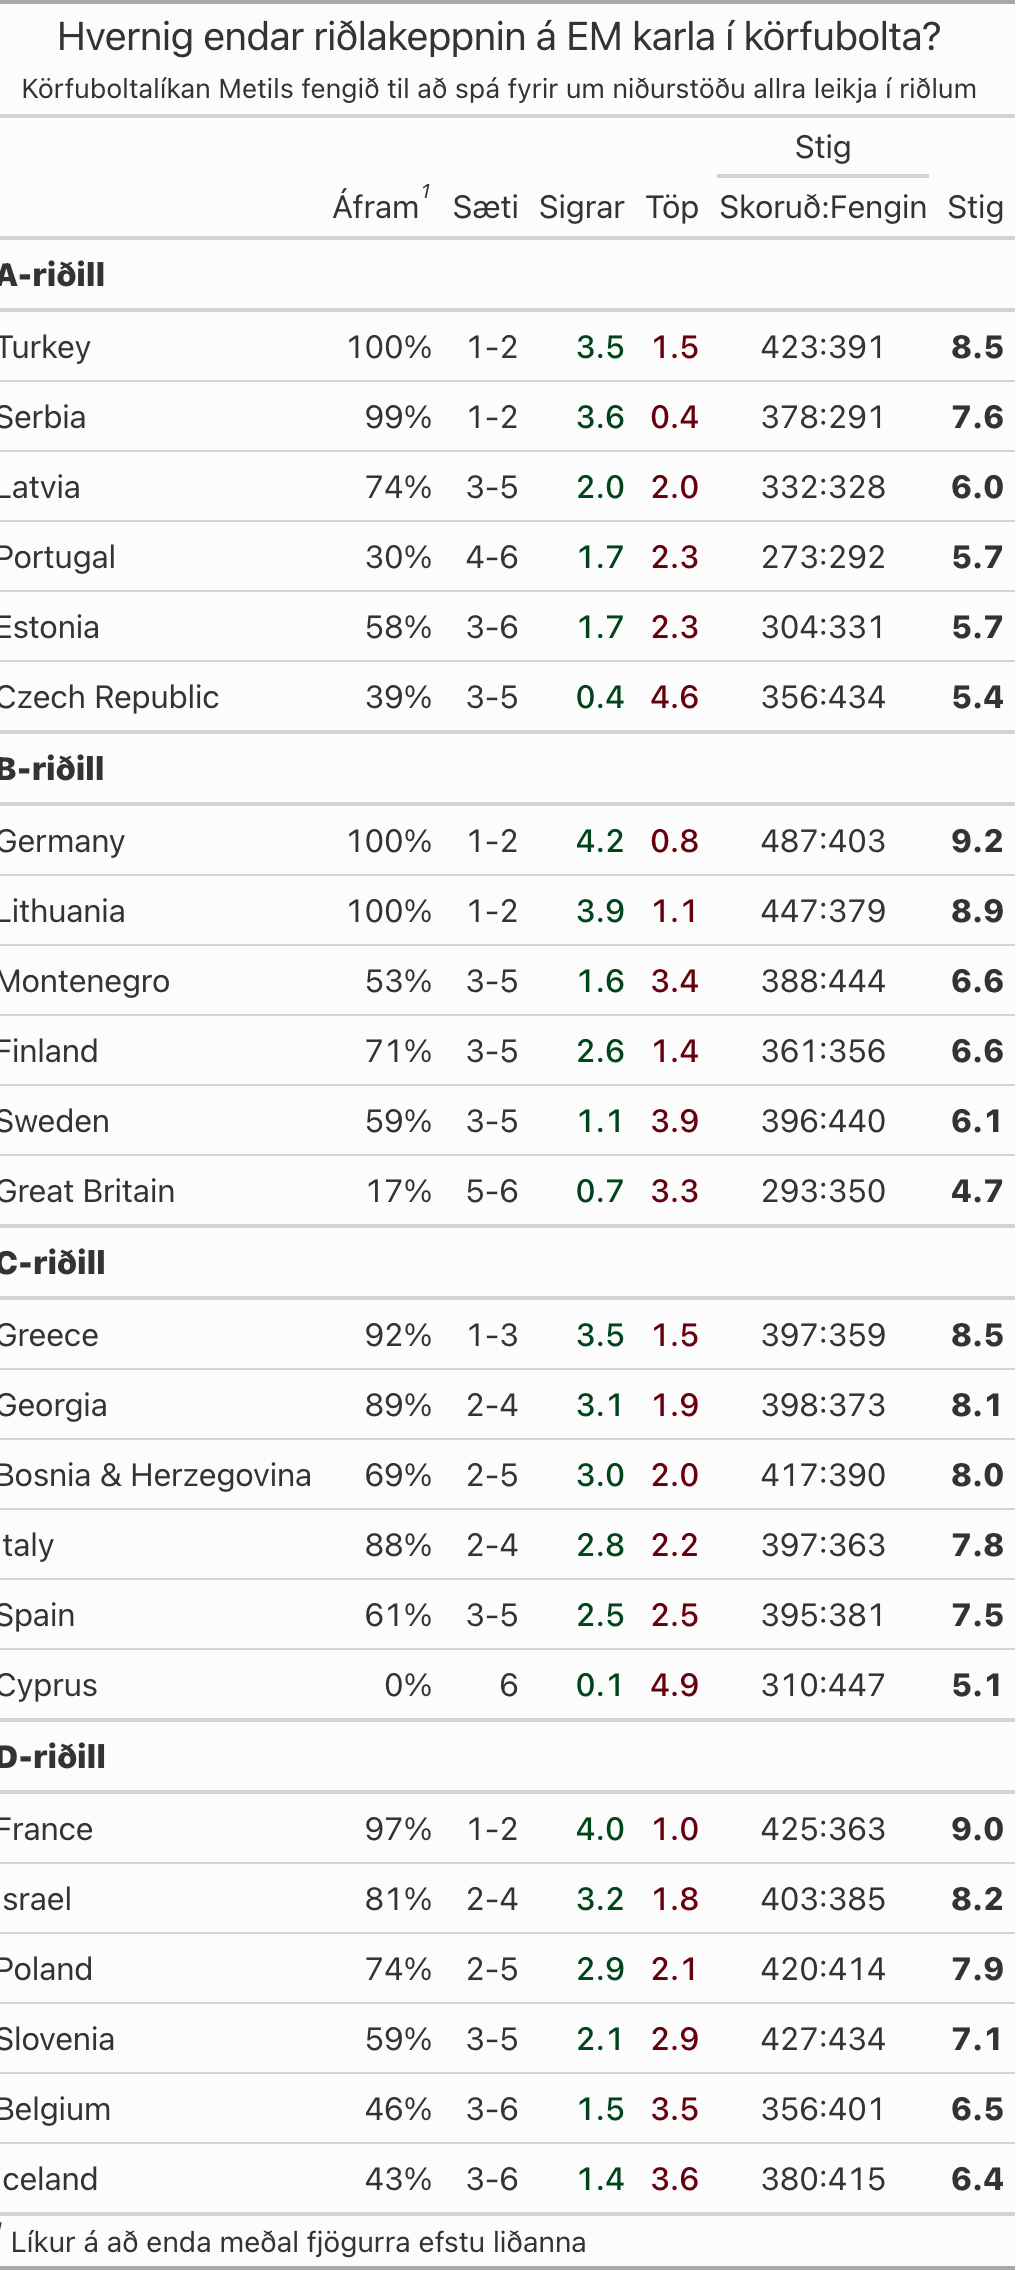 Hvernig endar riðlakeppnin á EM karla í körfubolta?
Körfuboltalíkan Metils fengið til að spá fyrir um niðurstöðu allra leikja í riðlum
Stig
Áfram1 Sæti Sigrar Töp Skoruð:Fengin Stig
A-riðill
Turkey 100% 1-2 3.5 1.5 423:391 8.5
Serbia 99% 1-2 3.6 0.4 378:291 7.6
Latvia 74% 3-5 2.0 2.0 332:328 6.0
Portugal 30% 4-6 1.7 2.3 273:292 5.7
Estonia 58% 3-6 1.7 2.3 304:331 5.7
Czech Republic 39% 3-5 0.4 4.6 356:434 5.4
B-riðill
Germany 100% 1-2 4.2 0.8 487:403 9.2
Lithuania 100% 1-2 3.9 1.1 447:379 8.9
Montenegro 53% 3-5 1.6 3.4 388:444 6.6
Finland 71% 3-5 2.6 1.4 361:356 6.6
Sweden 59% 3-5 1.1 3.9 396:440 6.1
Great Britain 17% 5-6 0.7 3.3 293:350 4.7
C-riðill
Greece 92% 1-3 3.5 1.5 397:359 8.5
Georgia 89% 2-4 3.1 1.9 398:373 8.1
Bosnia & Herzegovina 69% 2-5 3.0 2.0 417:390 8.0
Italy 88% 2-4 2.8 2.2 397:363 7.8
Spain 61% 3-5 2.5 2.5 395:381 7.5
Cyprus 0% 6 0.1 4.9 310:447 5.1
D-riðill
France 97% 1-2 4.0 1.0 425:363 9.0
Israel 81% 2-4 3.2 1.8 403:385 8.2
Poland 74% 2-5 2.9 2.1 420:414 7.9
Slovenia 59% 3-5 2.1 2.9 427:434 7.1
Belgium 46% 3-6 1.5 3.5 356:401 6.5
Iceland 43% 3-6 1.4 3.6 380:415 6.4
1 Líkur á að enda meðal fjögurra efstu liðanna